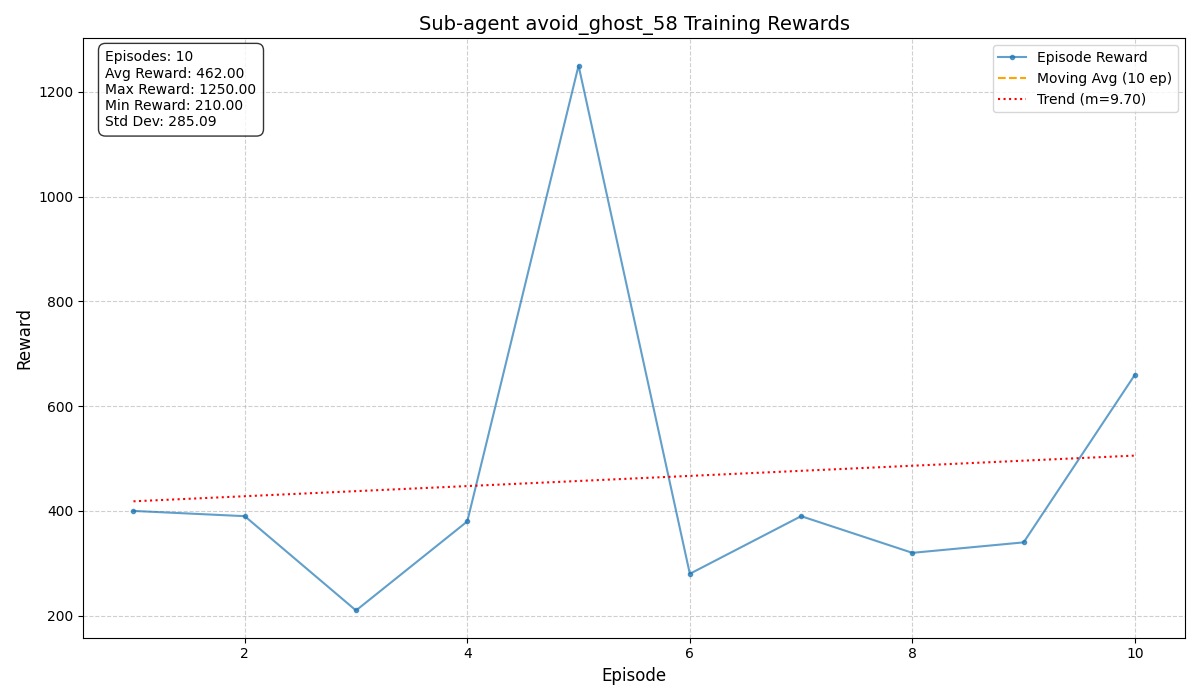 Sub-agent avoid_ghost_58 Training Rewards
Episodes: 10
Avg Reward: 462.00
Max Reward: 1250.00
Min Reward: 210.00
Std Dev: 285.09
Episode Reward
Moving Avg (10 ep)
Trend (m=9.70)
1200
1000
800
600
400
200
Reward
2 4 6 8 10
Episode